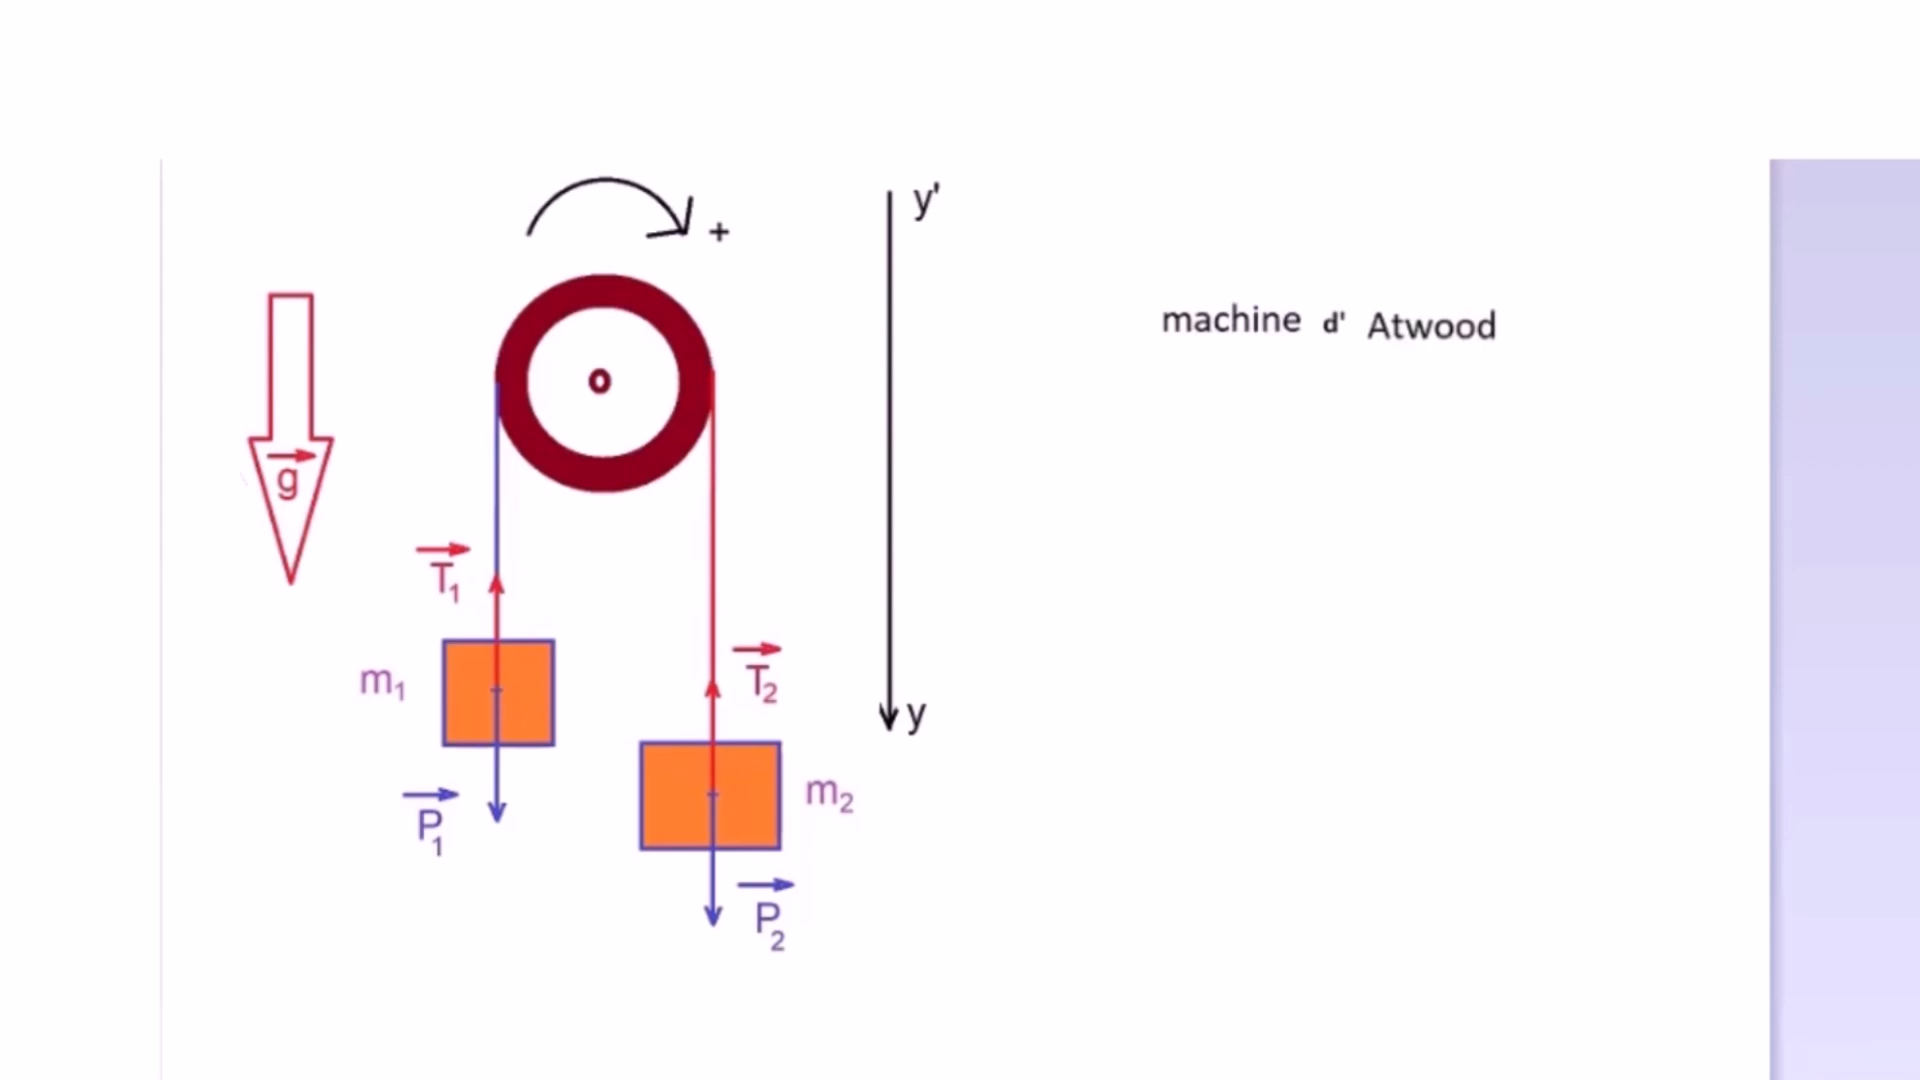 y'
+
machine d' Atwood
o
g
T1
T2
m1
y
m2
P1
P2